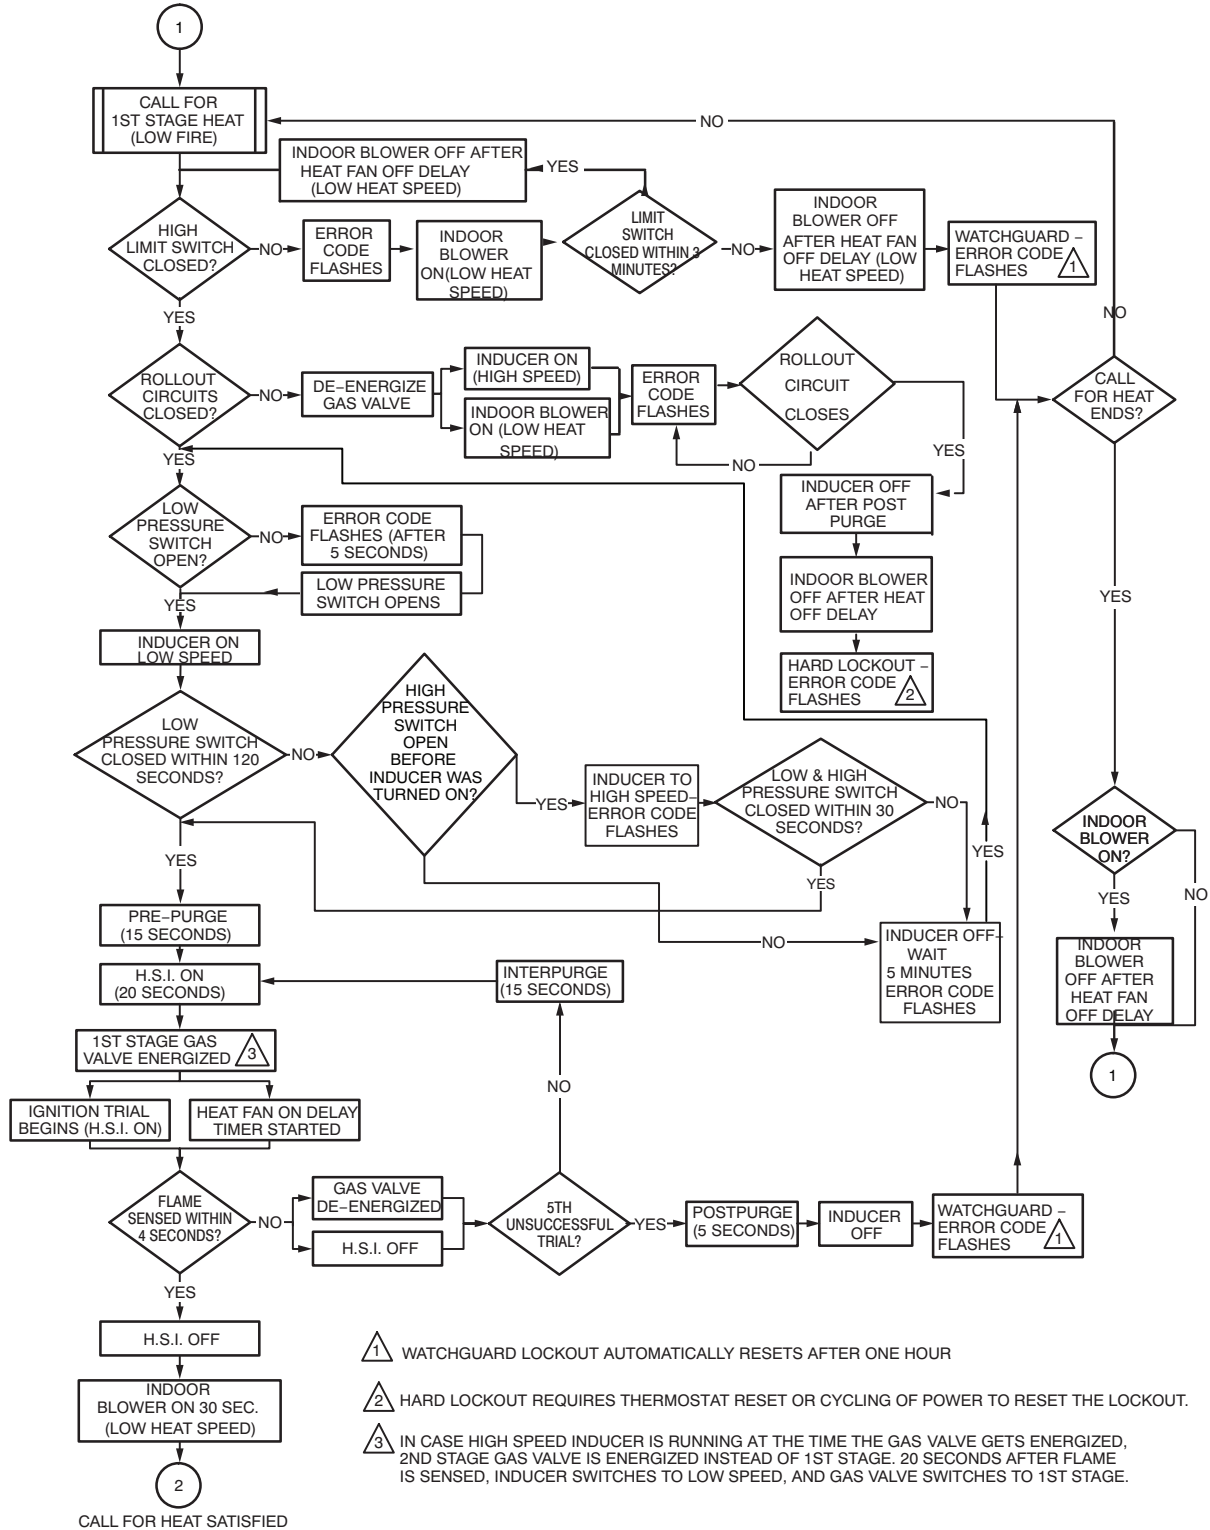 1
CALL FOR
1ST STAGE HEAT
(LOW FIRE)
NO
INDOOR BLOWER OFF AFTER
HEAT FAN OFF DELAY
(LOW HEAT SPEED)
YES
HIGH
LIMIT SWITCH
CLOSED?
NO
ERROR
CODE
FLASHES
INDOOR
BLOWER
ON(LOW HEAT
SPEED)
LIMIT
SWITCH
CLOSED WITHIN 3
MINUTES?
NO
INDOOR
BLOWER OFF
AFTER HEAT FAN
OFF DELAY (LOW
HEAT SPEED)
WATCHGUARD –
ERROR CODE
FLASHES
1
NO
YES
ROLLOUT
CIRCUITS
CLOSED?
NO
DE–ENERGIZE
GAS VALVE
INDUCER ON
(HIGH SPEED)
INDOOR BLOWER
ON (LOW HEAT
SPEED)
ERROR
CODE
FLASHES
ROLLOUT
CIRCUIT
CLOSES
NO
YES
CALL
FOR HEAT
ENDS?
YES
INDUCER OFF
AFTER POST
PURGE
INDOOR BLOWER
OFF AFTER HEAT
OFF DELAY
HARD LOCKOUT –
ERROR CODE
FLASHES
2
LOW
PRESSURE
SWITCH
OPEN?
NO
ERROR CODE
FLASHES (AFTER
5 SECONDS)
LOW PRESSURE
SWITCH OPENS
YES
YES
INDUCER ON
LOW SPEED
LOW
PRESSURE SWITCH
CLOSED WITHIN 120
SECONDS?
NO
HIGH
PRESSURE
SWITCH
OPEN
BEFORE
INDUCER WAS
TURNED ON?
YES
INDUCER TO
HIGH SPEED–
ERROR CODE
FLASHES
LOW & HIGH
PRESSURE SWITCH
CLOSED WITHIN 30
SECONDS?
NO
YES
YES
INDOOR
BLOWER
ON?
YES
NO
YES
NO
INDUCER OFF–
WAIT
5 MINUTES
ERROR CODE
FLASHES
INDOOR
BLOWER
OFF AFTER
HEAT FAN
OFF DELAY
1
PRE–PURGE
(15 SECONDS)
H.S.I. ON
(20 SECONDS)
INTERPURGE
(15 SECONDS)
1ST STAGE GAS
VALVE ENERGIZED
3
NO
IGNITION TRIAL
BEGINS (H.S.I. ON)
HEAT FAN ON DELAY
TIMER STARTED
FLAME
SENSED WITHIN
4 SECONDS?
NO
GAS VALVE
DE–ENERGIZED
H.S.I. OFF
5TH
UNSUCCESSFUL
TRIAL?
YES
POSTPURGE
(5 SECONDS)
INDUCER
OFF
WATCHGUARD –
ERROR CODE
FLASHES
1
YES
H.S.I. OFF
INDOOR
BLOWER ON 30 SEC.
(LOW HEAT SPEED)
2
CALL FOR HEAT SATISFIED
1 WATCHGUARD LOCKOUT AUTOMATICALLY RESETS AFTER ONE HOUR
2 HARD LOCKOUT REQUIRES THERMOSTAT RESET OR CYCLING OF POWER TO RESET THE LOCKOUT.
3 IN CASE HIGH SPEED INDUCER IS RUNNING AT THE TIME THE GAS VALVE GETS ENERGIZED,
2ND STAGE GAS VALVE IS ENERGIZED INSTEAD OF 1ST STAGE. 20 SECONDS AFTER FLAME
IS SENSED, INDUCER SWITCHES TO LOW SPEED, AND GAS VALVE SWITCHES TO 1ST STAGE.